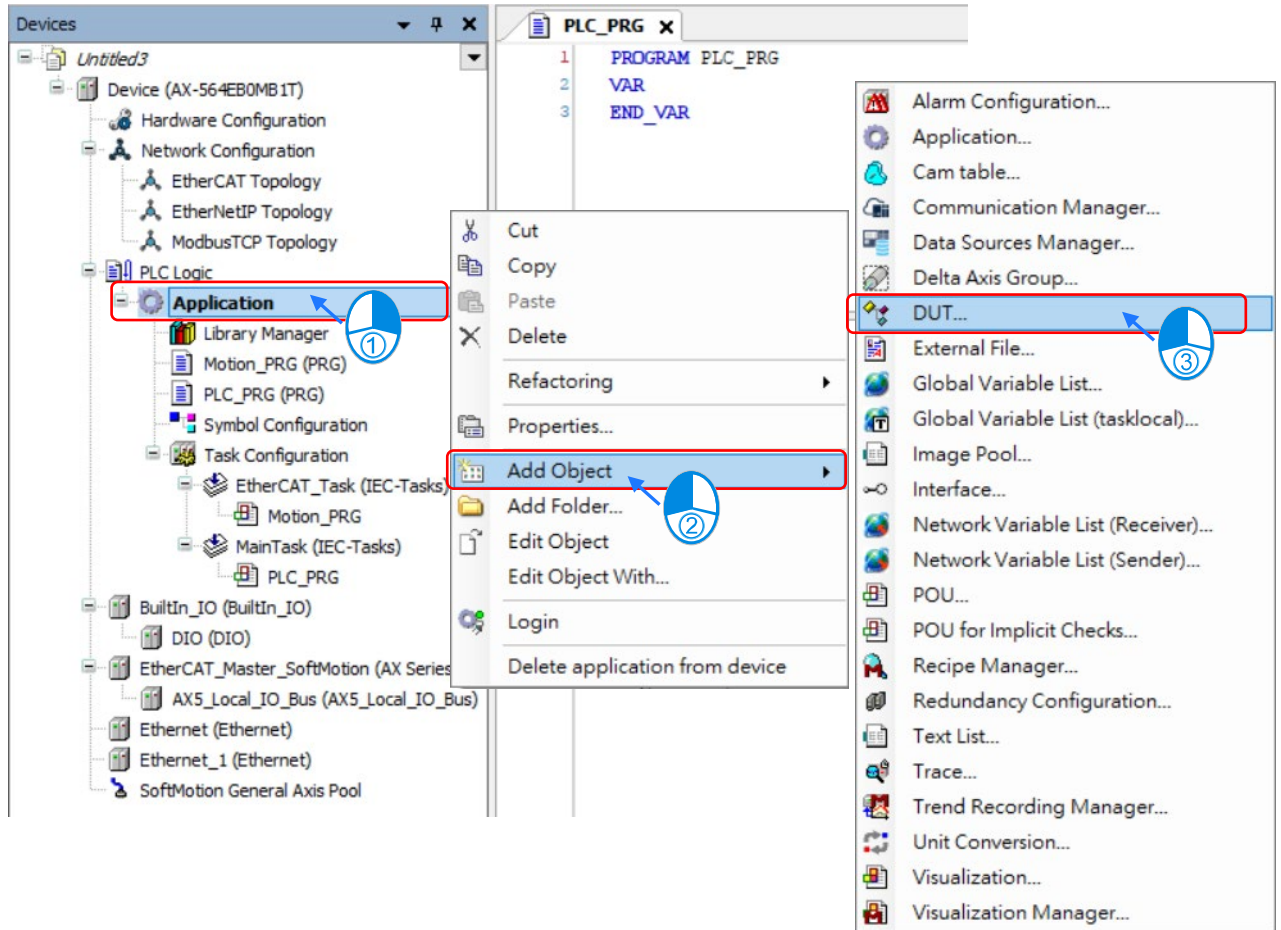 Devices
Untitled3
Device (AX-564EB0MB1T)
Hardware Configuration
Network Configuration
EtherCAT Topology
EtherNetIP Topology
ModbusTCP Topology
PLC Logic
Application
①
Library Manager
Motion_PRG (PRG)
PLC_PRG (PRG)
Symbol Configuration
Task Configuration
EtherCAT_Task (IEC-Tasks)
Motion_PRG
MainTask (IEC-Tasks)
PLC_PRG
BuiltIn_IO (BuiltIn_IO)
DIO (DIO)
EtherCAT_Master_SoftMotion (AX Series
AX5_Local_IO_Bus (AX5_Local_IO_Bus)
Ethernet (Ethernet)
Ethernet_1 (Ethernet)
SoftMotion General Axis Pool
PLC_PRG
1 PROGRAM PLC_PRG
2 VAR
3 END_VAR
Cut
Copy
Paste
Delete
Refactoring
Properties...
Add Object
②
Add Folder...
Edit Object
Edit Object With...
Login
Delete application from device
Alarm Configuration...
Application...
Cam table...
Communication Manager...
Data Sources Manager...
Delta Axis Group...
DUT...
③
External File...
Global Variable List...
Global Variable List (tasklocal)...
Image Pool...
Interface...
Network Variable List (Receiver)...
Network Variable List (Sender)...
POU...
POU for Implicit Checks...
Recipe Manager...
Redundancy Configuration...
Text List...
Trace...
Trend Recording Manager...
Unit Conversion...
Visualization...
Visualization Manager...